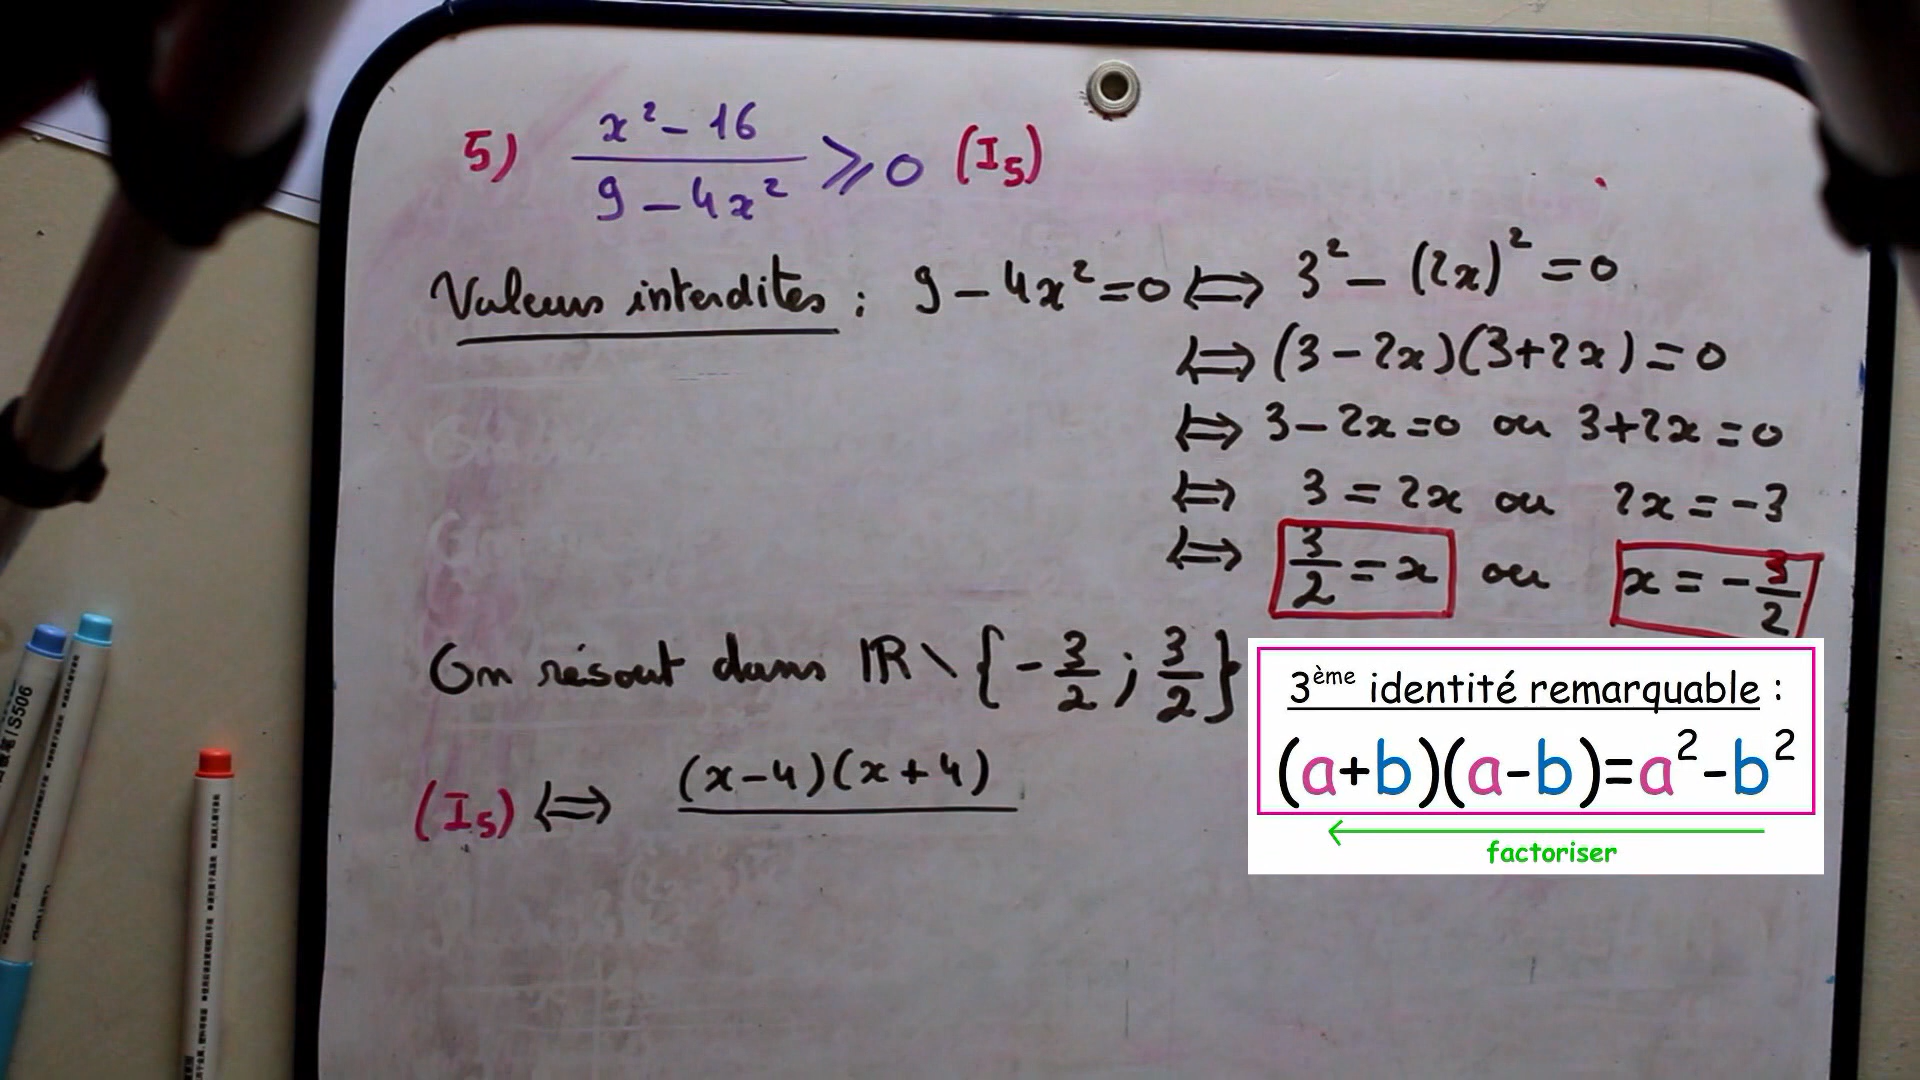 5) x² - 16 / 9 - 4x² ⩾ 0 (I₅)
Valeurs interdites : 9 - 4x² = 0 ⟺ 3² - (2x)² = 0
⟺ (3 - 2x)(3 + 2x) = 0
⟺ 3 - 2x = 0 ou 3 + 2x = 0
⟺ 3 = 2x ou 2x = -3
⟺ 3/2 = x ou x = -3/2
On résout dans ℝ \ {-3/2 ; 3/2}
(I₅) ⟺ (x - 4)(x + 4)
3ème identité remarquable :
(a+b)(a-b)=a²-b²
factoriser
S506